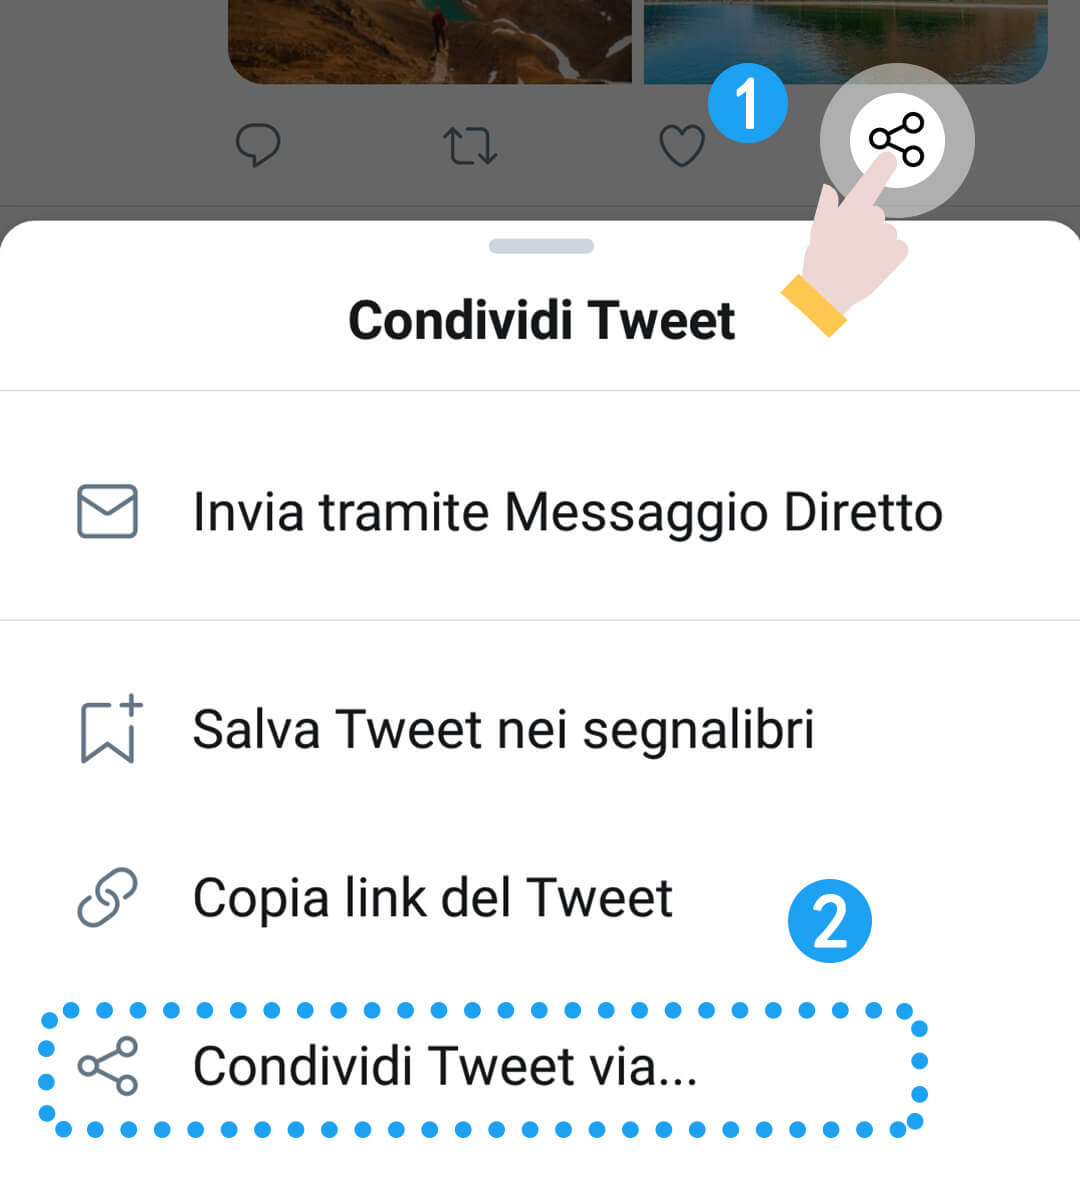 1
Condividi Tweet
Invia tramite Messaggio Diretto
Salva Tweet nei segnalibri
Copia link del Tweet
2
Condividi Tweet via...